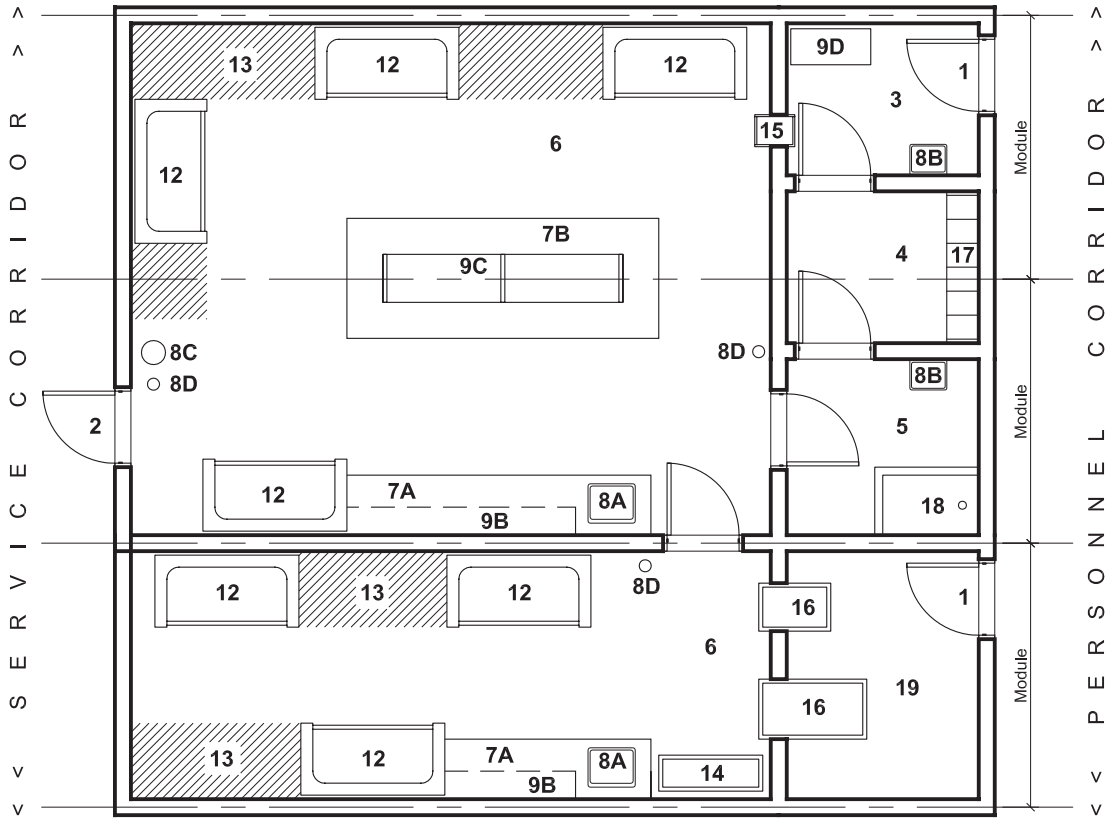 < SERVICE CORRIDOR >
< PERSONNEL CORRIDOR >
13
12
12
9D
1
3
15
6
8B
12
Module
7B
9C
4
17
8C
8D
8D
8B
2
5
Module
12
7A
8A
9B
18
12
13
12
8D
16
1
6
19
Module
16
13
12
7A
8A
9B
14